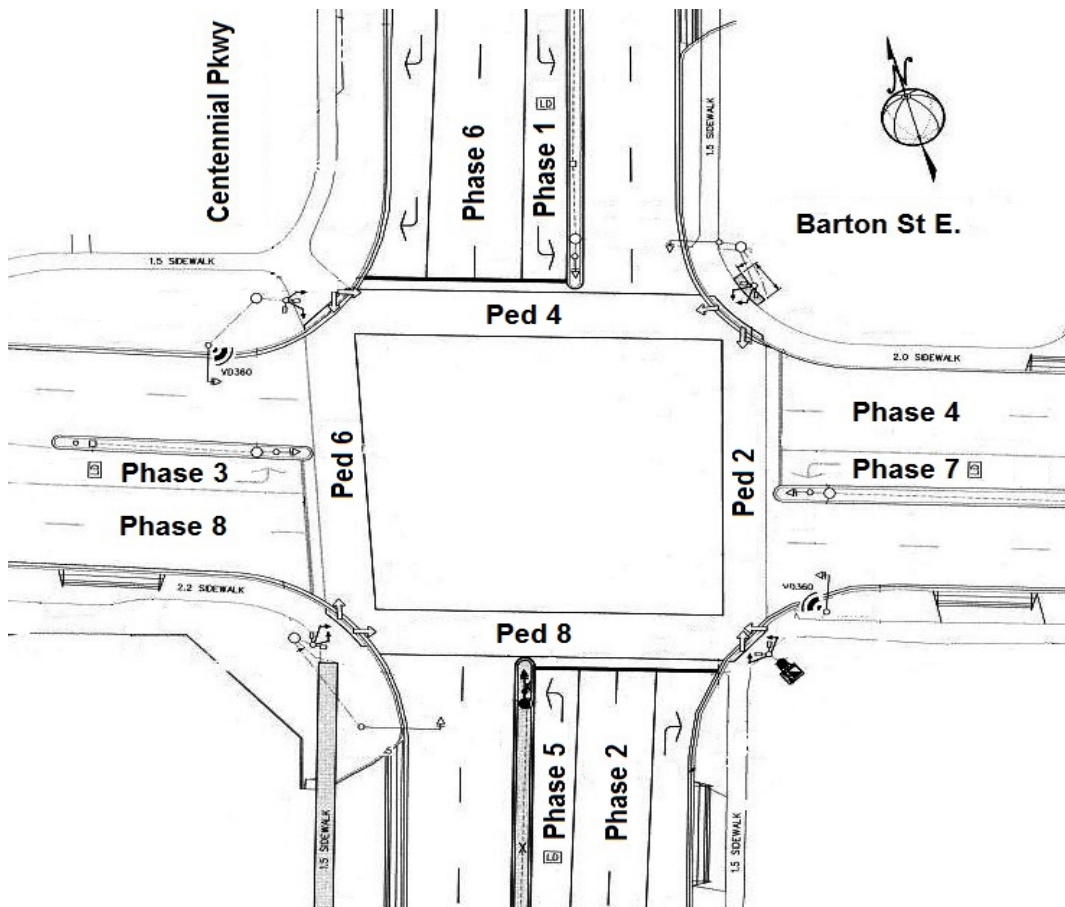 Centennial Pkwy
Phase 6
Phase 1
LD
1.5 SIDEWALK
N
Barton St E.
1.5 SIDEWALK
Ped 4
2.0 SIDEWALK
VD360
Phase 4
Ped 6
Ped 2
LD
Phase 3
Phase 7
LD
Phase 8
2.2 SIDEWALK
VD360
Ped 8
Phase 5
LD
Phase 2
1.5 SIDEWALK
1.5 SIDEWALK